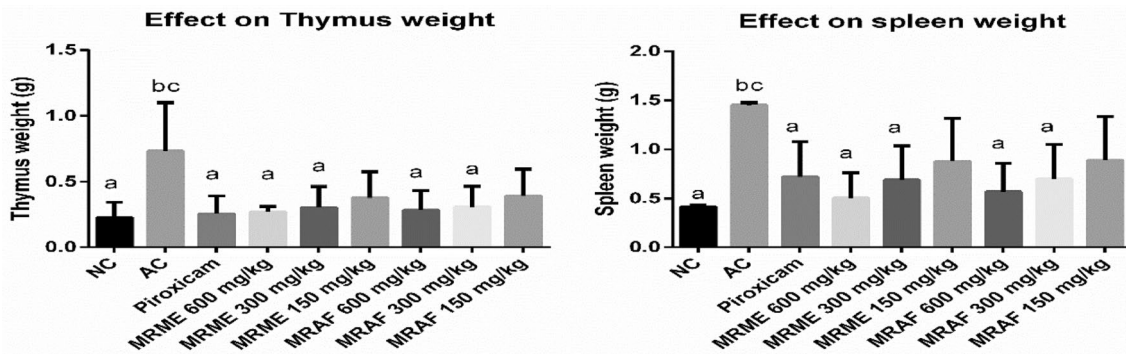 Effect on Thymus weight
Thymus weight (g)
1.5
1.0
0.5
0.0
a
bc
a
a
a
a
a
NC
AC
Piroxicam
MRME 600 mg/kg
MRME 300 mg/kg
MRME 150 mg/kg
MRAF 600 mg/kg
MRAF 300 mg/kg
MRAF 150 mg/kg
Effect on spleen weight
Spleen weight (g)
2.0
1.5
1.0
0.5
0.0
a
bc
a
a
a
a
a
NC
AC
Piroxicam
MRME 600 mg/kg
MRME 300 mg/kg
MRME 150 mg/kg
MRAF 600 mg/kg
MRAF 300 mg/kg
MRAF 150 mg/kg